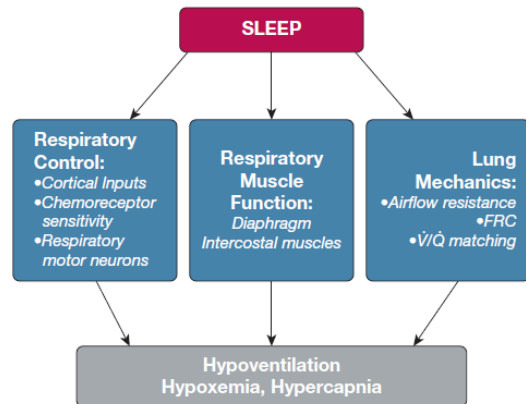 SLEEP
Respiratory
Control:
•Cortical Inputs
•Chemoreceptor
sensitivity
•Respiratory
motor neurons
Respiratory
Muscle
Function:
Diaphragm
Intercostal muscles
Lung
Mechanics:
•Airflow resistance
•FRC
•V̇/Q̇ matching
Hypoventilation
Hypoxemia, Hypercapnia